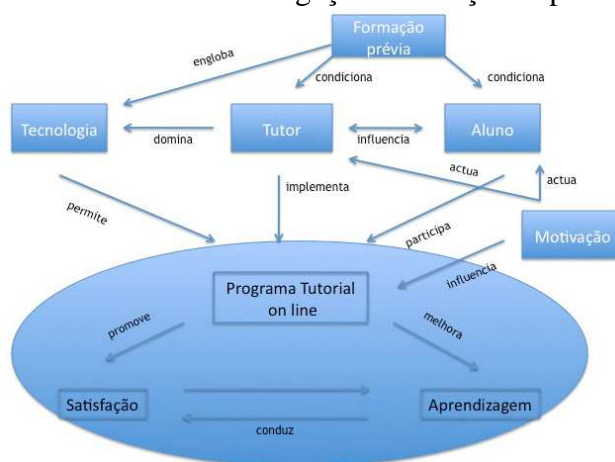 Formação
prévia
engloba
condiciona
condiciona
Tecnologia
domina
Tutor
influencia
Aluno
permite
implementa
actua
actua
participa
Motivação
influencia
Programa Tutorial
on line
promove
melhora
Satisfação
conduz
Aprendizagem